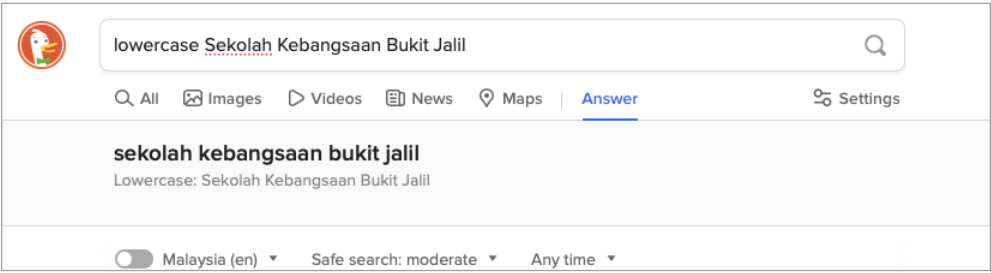 lowercase Sekolah Kebangsaan Bukit Jalil
All Images Videos News Maps Answer Settings
sekolah kebangsaan bukit jalil
Lowercase: Sekolah Kebangsaan Bukit Jalil
Malaysia (en) Safe search: moderate Any time